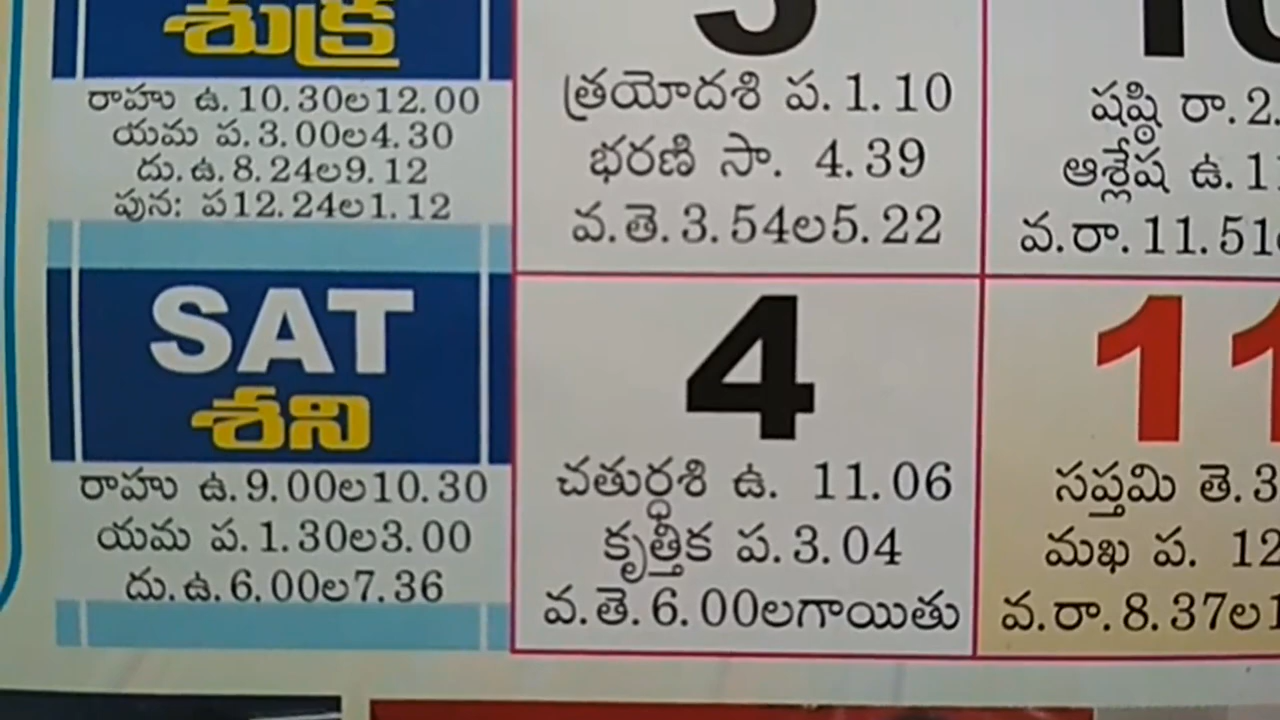 శుక్ర
రాహు ఉ.10.30ల12.00
యమ ప.3.00ల4.30
దు.ఉ.8.24ల9.12
పున: ప12.24ల1.12
SAT
శని
రాహు ఉ.9.00ల10.30
యమ ప.1.30ల3.00
దు.ఉ.6.00ల7.36
త్రయోదశి ప.1.10
భరణి సా. 4.39
వ.తె.3.54ల5.22
4
చతుర్ధశి ఉ. 11.06
కృత్తిక ప.3.04
వ.తె.6.00లగాయితు
10
షష్ఠి రా.2.
ఆశ్లేష ఉ.1
వ.రా.11.51
11
సప్తమి తె.3
మఖ ప. 12
వ.రా.8.37ల1